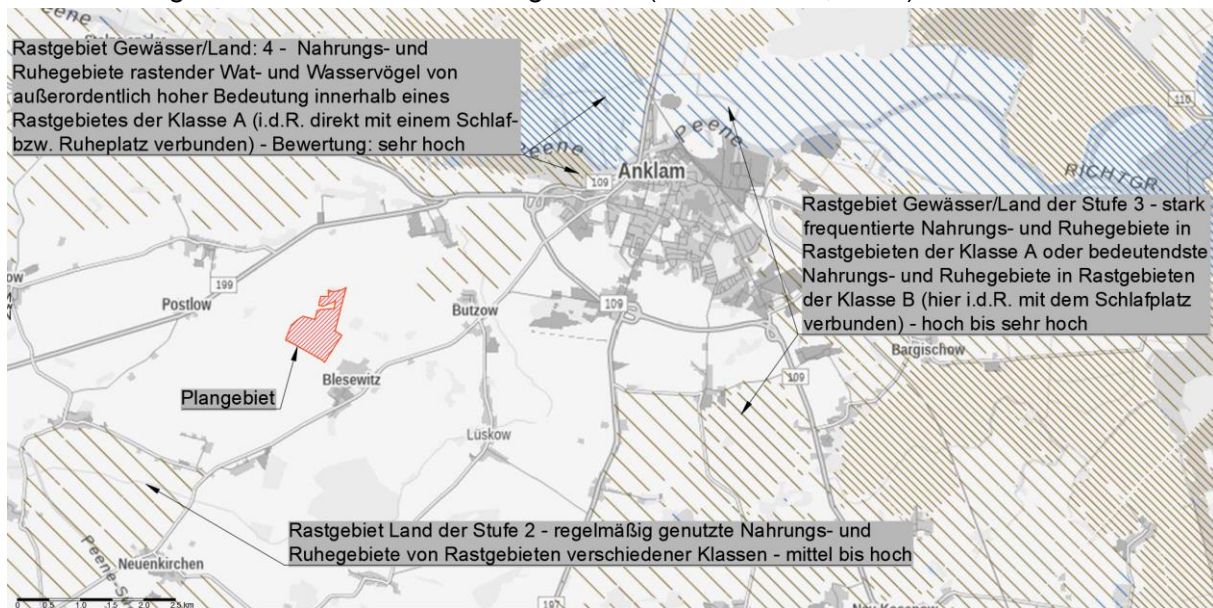 Rastgebiet Gewässer/Land: 4 - Nahrungs- und
Ruhegebiete rastender Wat- und Wasservögel von
außerordentlich hoher Bedeutung innerhalb eines
Rastgebietes der Klasse A (i.d.R. direkt mit einem Schlaf-
bzw. Ruheplatz verbunden) - Bewertung: sehr hoch
Peene
Peene
Anklam
109
110
RICHTGR.
Rastgebiet Gewässer/Land der Stufe 3 - stark
frequentierte Nahrungs- und Ruhegebiete in
Rastgebieten der Klasse A oder bedeutendste
Nahrungs- und Ruhegebiete in Rastgebieten
der Klasse B (hier i.d.R. mit dem Schlafplatz
verbunden) - hoch bis sehr hoch
199
Postlow
Butzow
109
Bargischow
109
Blesewitz
Plangebiet
Lüskow
Rastgebiet Land der Stufe 2 - regelmäßig genutzte Nahrungs- und
Ruhegebiete von Rastgebieten verschiedener Klassen - mittel bis hoch
Neuenkirchen
0 0.5 1.0 1.5 2.0 2.5 km
197